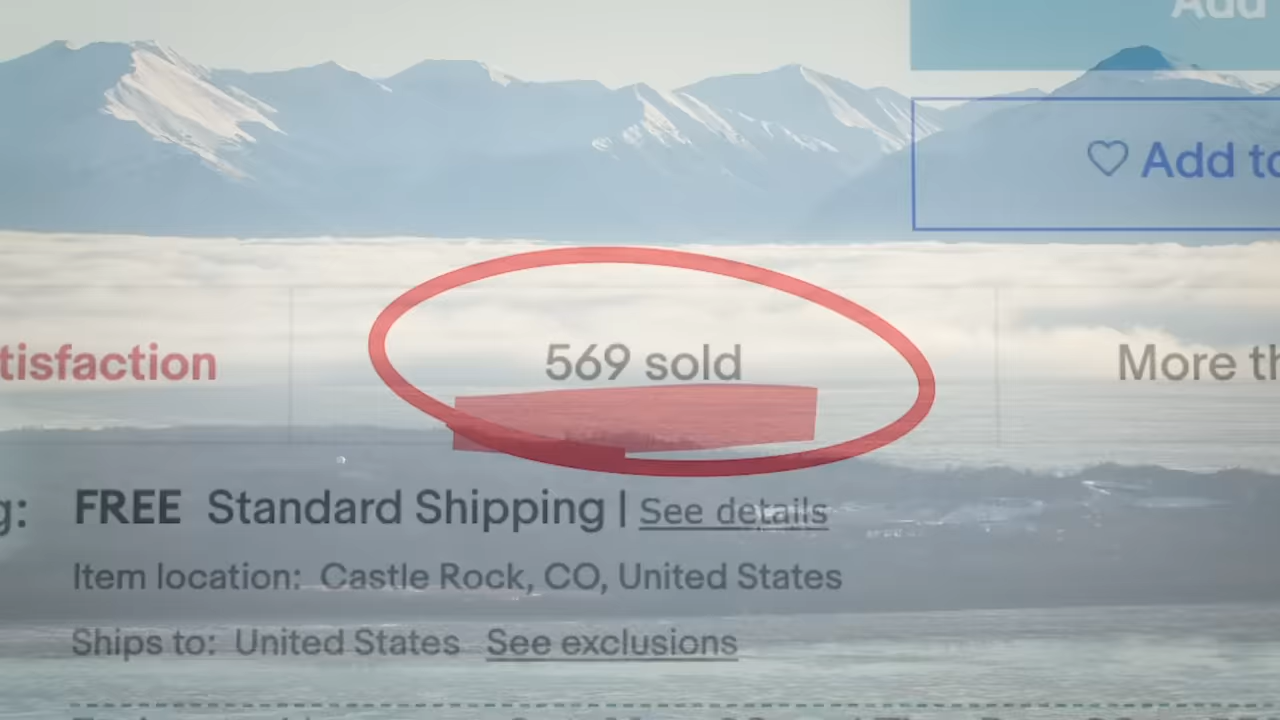 Add
Add to
tisfaction
569 sold
More th
g:
FREE Standard Shipping | See details
Item location: Castle Rock, CO, United States
Ships to: United States See exclusions